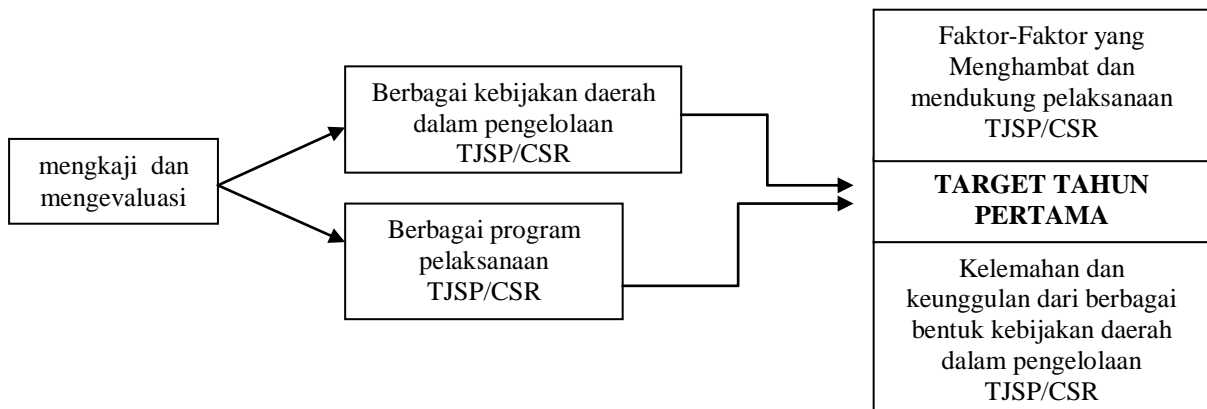 mengkaji dan
mengevaluasi
Berbagai kebijakan daerah
dalam pengelolaan
TJSP/CSR
Berbagai program
pelaksanaan
TJSP/CSR
Faktor-Faktor yang
Menghambat dan
mendukung pelaksanaan
TJSP/CSR
TARGET TAHUN
PERTAMA
Kelemahan dan
keunggulan dari berbagai
bentuk kebijakan daerah
dalam pengelolaan
TJSP/CSR